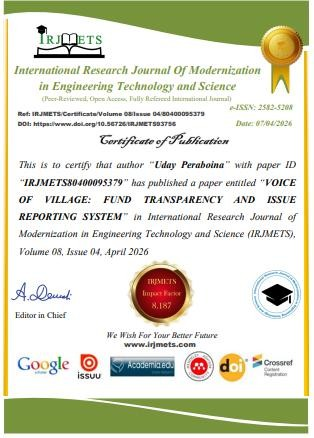 IRJMETS
International Research Journal Of Modernization
in Engineering Technology and Science
(Peer-Reviewed, Open Access, Fully Refereed International Journal)
e-ISSN: 2582-5208
Ref: IRJMETS/Certificate/Volume 08/Issue 04/80400095379
DOI: https://www.doi.org/10.56726/IRJMETS93756
Date: 07/04/2026
Certificate of Publication
This is to certify that author “Uday Peraboina” with paper ID
“IRJMETS80400095379” has published a paper entitled “VOICE
OF VILLAGE: FUND TRANSPARENCY AND ISSUE
REPORTING SYSTEM” in International Research Journal of
Modernization in Engineering Technology and Science (IRJMETS),
Volume 08, Issue 04, April 2026
IRJMETS
Impact Factor
8.187
A. Denshi
Editor in Chief
We Wish For Your Better Future
www.irjmets.com
Google
issuu
Academia.edu
doi
Crossref
Content
Registration